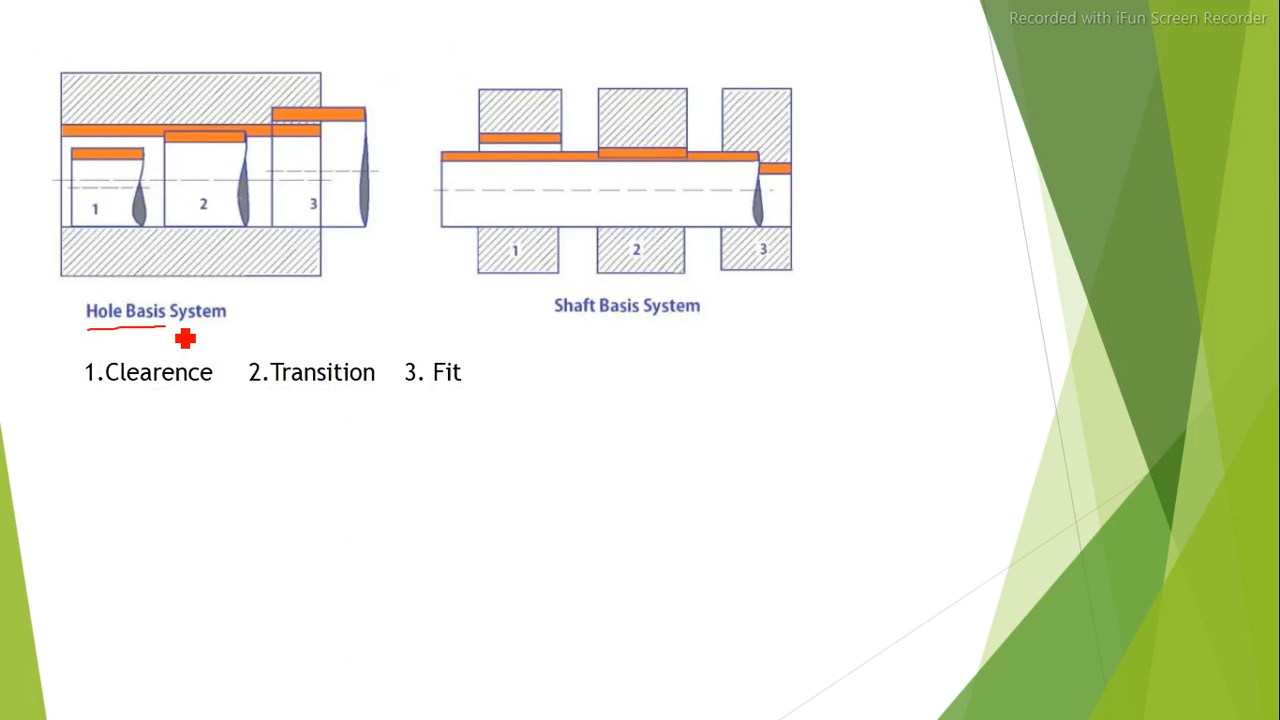 Recorded with iFun Screen Recorder
1 2 3
1 2 3
Hole Basis System
Shaft Basis System
1.Clearence 2.Transition 3. Fit